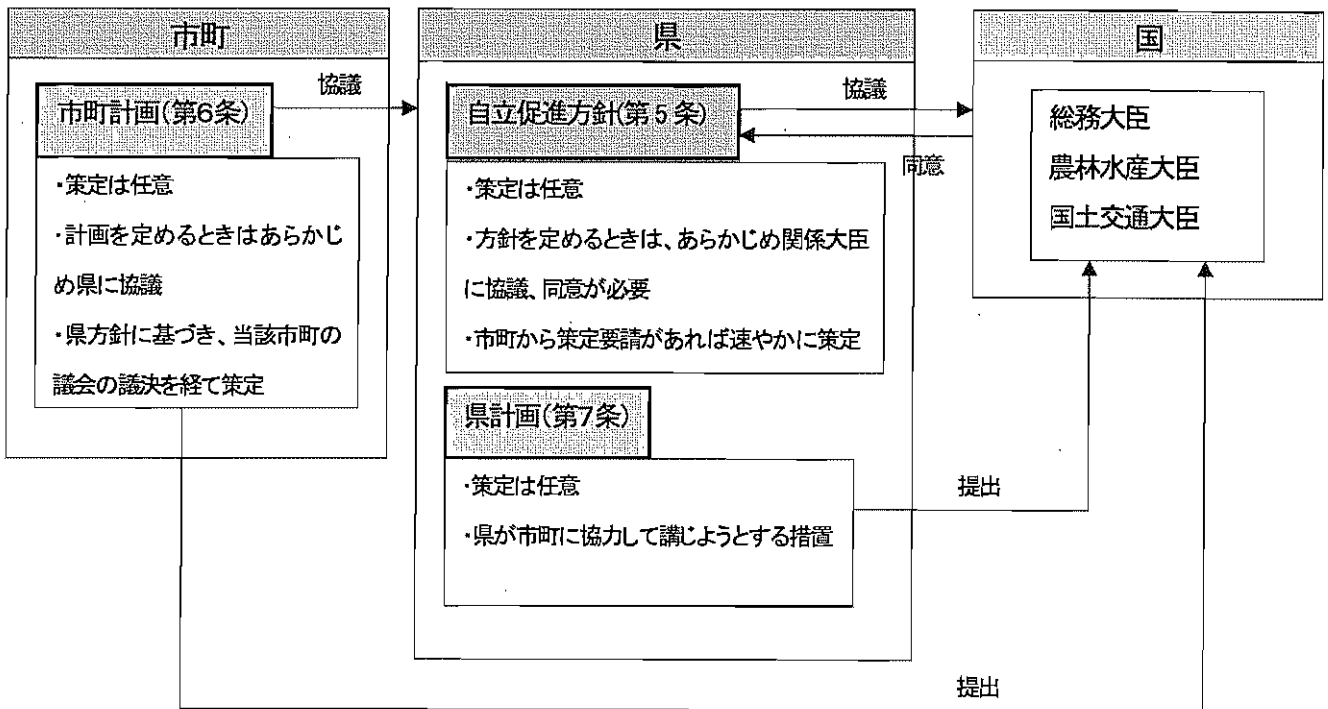 市町
協議
市町計画(第6条)
・策定は任意
・計画を定めるときはあらかじ
め県に協議
・県方針に基づき、当該市町の
議会の議決を経て策定
県
協議
自立促進方針(第5条)
同意
・策定は任意
・方針を定めるときは、あらかじめ関係大臣
に協議、同意が必要
・市町から策定要請があれば速やかに策定
県計画(第7条)
・策定は任意
・県が市町に協力して講じようとする措置
国
総務大臣
農林水産大臣
国土交通大臣
提出
提出